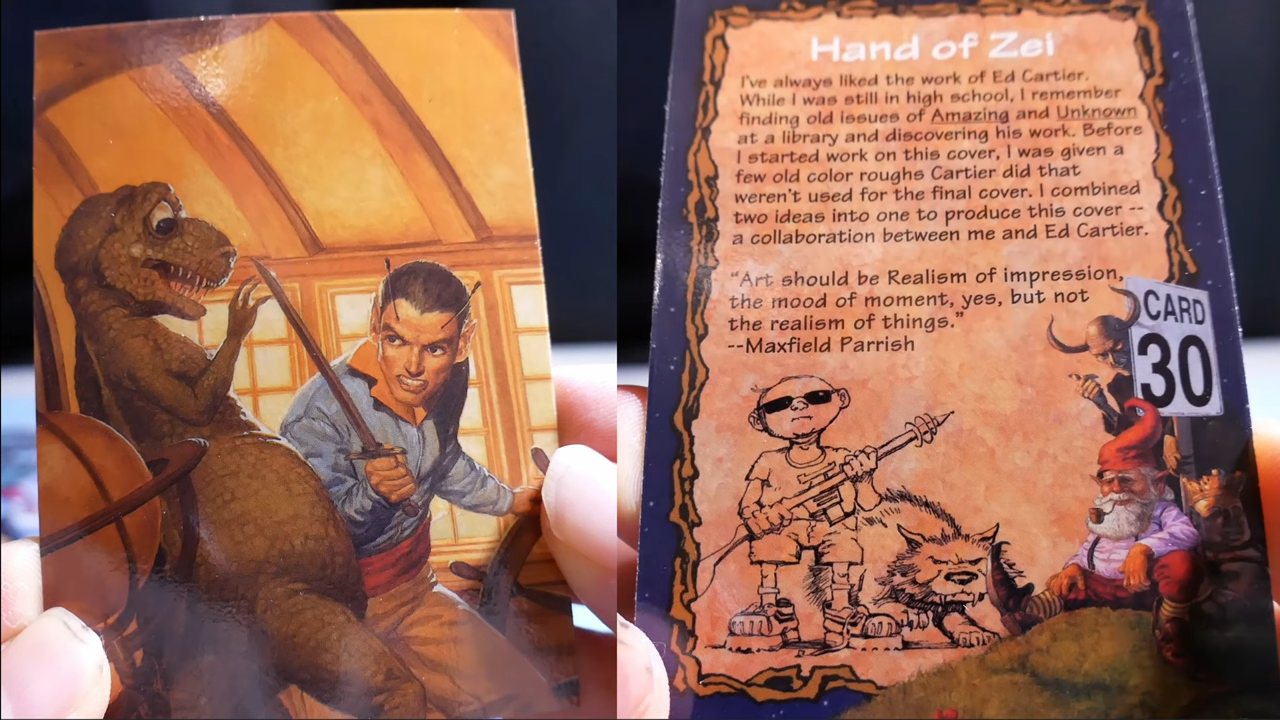 Hand of Zei
I've always liked the work of Ed Cartier.
While I was still in high school, I remember
finding old issues of Amazing and Unknown
at a library and discovering his work. Before
I started work on this cover, I was given a
few old color roughs Cartier did that
weren't used for the final cover. I combined
two ideas into one to produce this cover --
a collaboration between me and Ed Cartier.
"Art should be Realism of impression,
the mood of moment, yes, but not
the realism of things."
--Maxfield Parrish
CARD
30